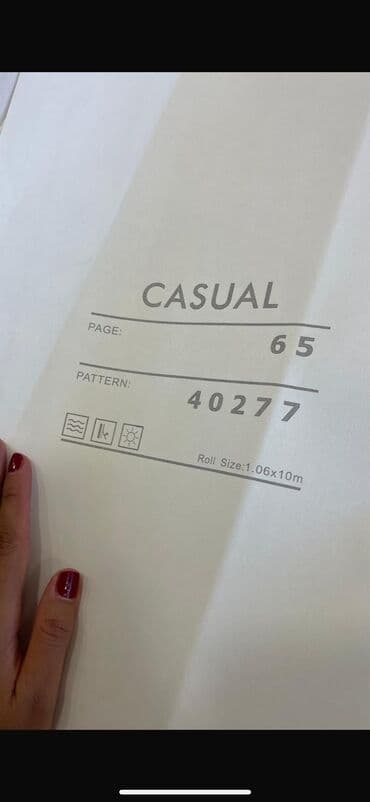 CASUAL
PAGE:
65
PATTERN:
40277
Roll Size:1.06x10m